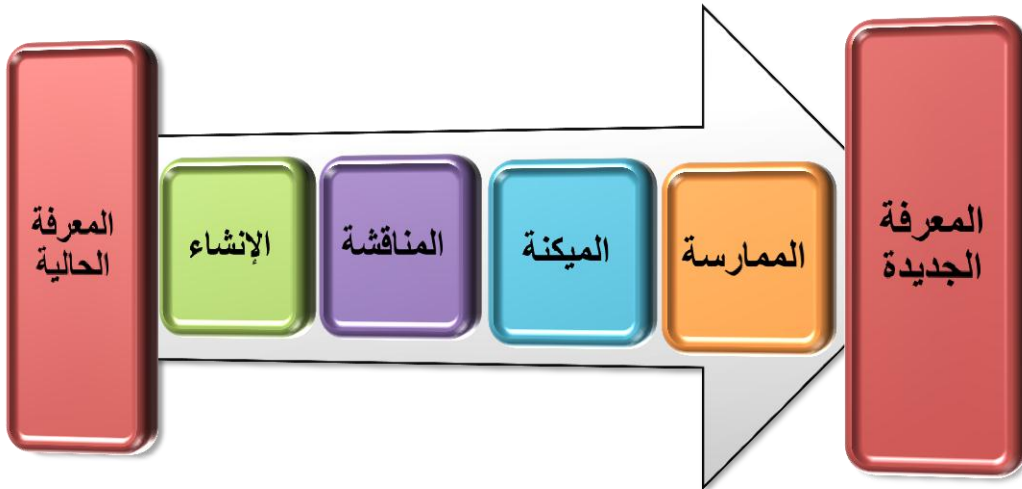 المعرفة
الحالية
الإنشاء
المناقشة
الميكنة
الممارسة
المعرفة
الجديدة